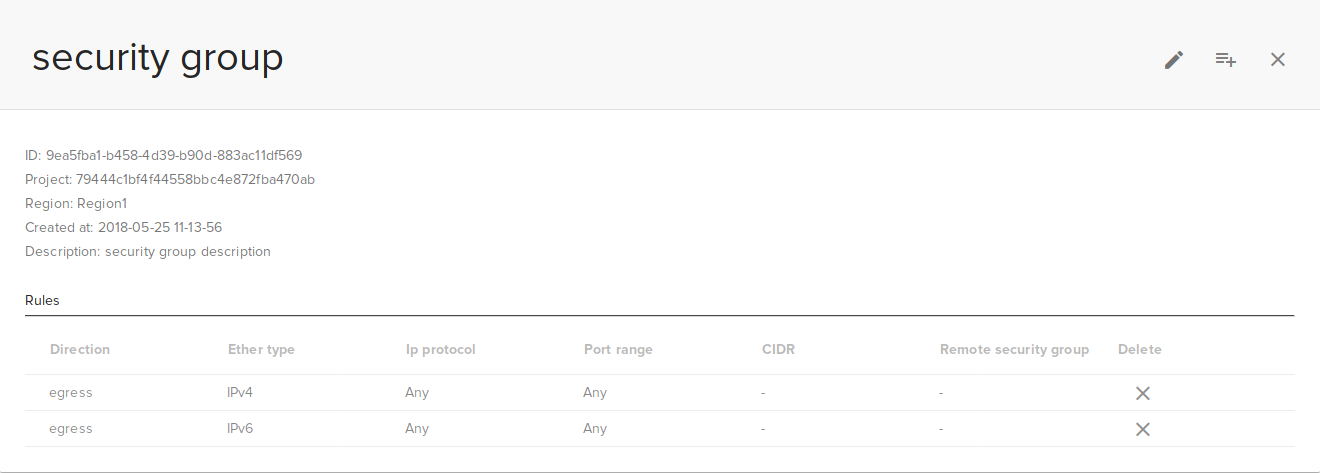 security group
ID: 9ea5fba1-b458-4d39-b90d-883ac11df569
Project: 79444c1bf4f44558bbc4e872fba470ab
Region: Region1
Created at: 2018-05-25 11-13-56
Description: security group description
Rules
Direction Ether type Ip protocol Port range CIDR Remote security group Delete
egress IPv4 Any Any - -
egress IPv6 Any Any - -